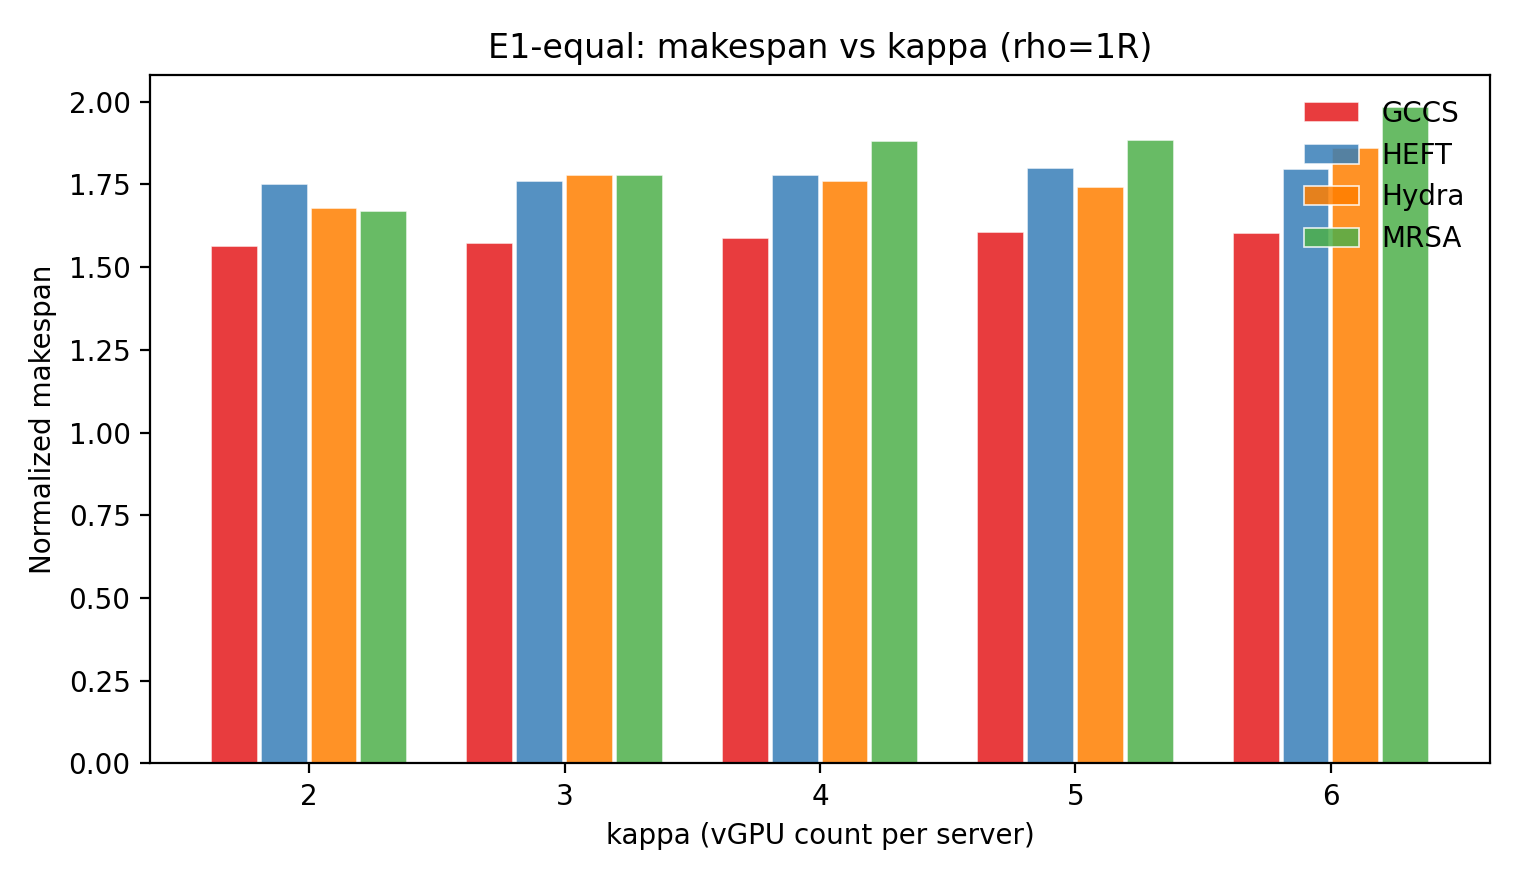 E1-equal: makespan vs kappa (rho=1R)
GCCS
HEFT
Hydra
MRSA
Normalized makespan
2.00
1.75
1.50
1.25
1.00
0.75
0.50
0.25
0.00
2 3 4 5 6
kappa (vGPU count per server)